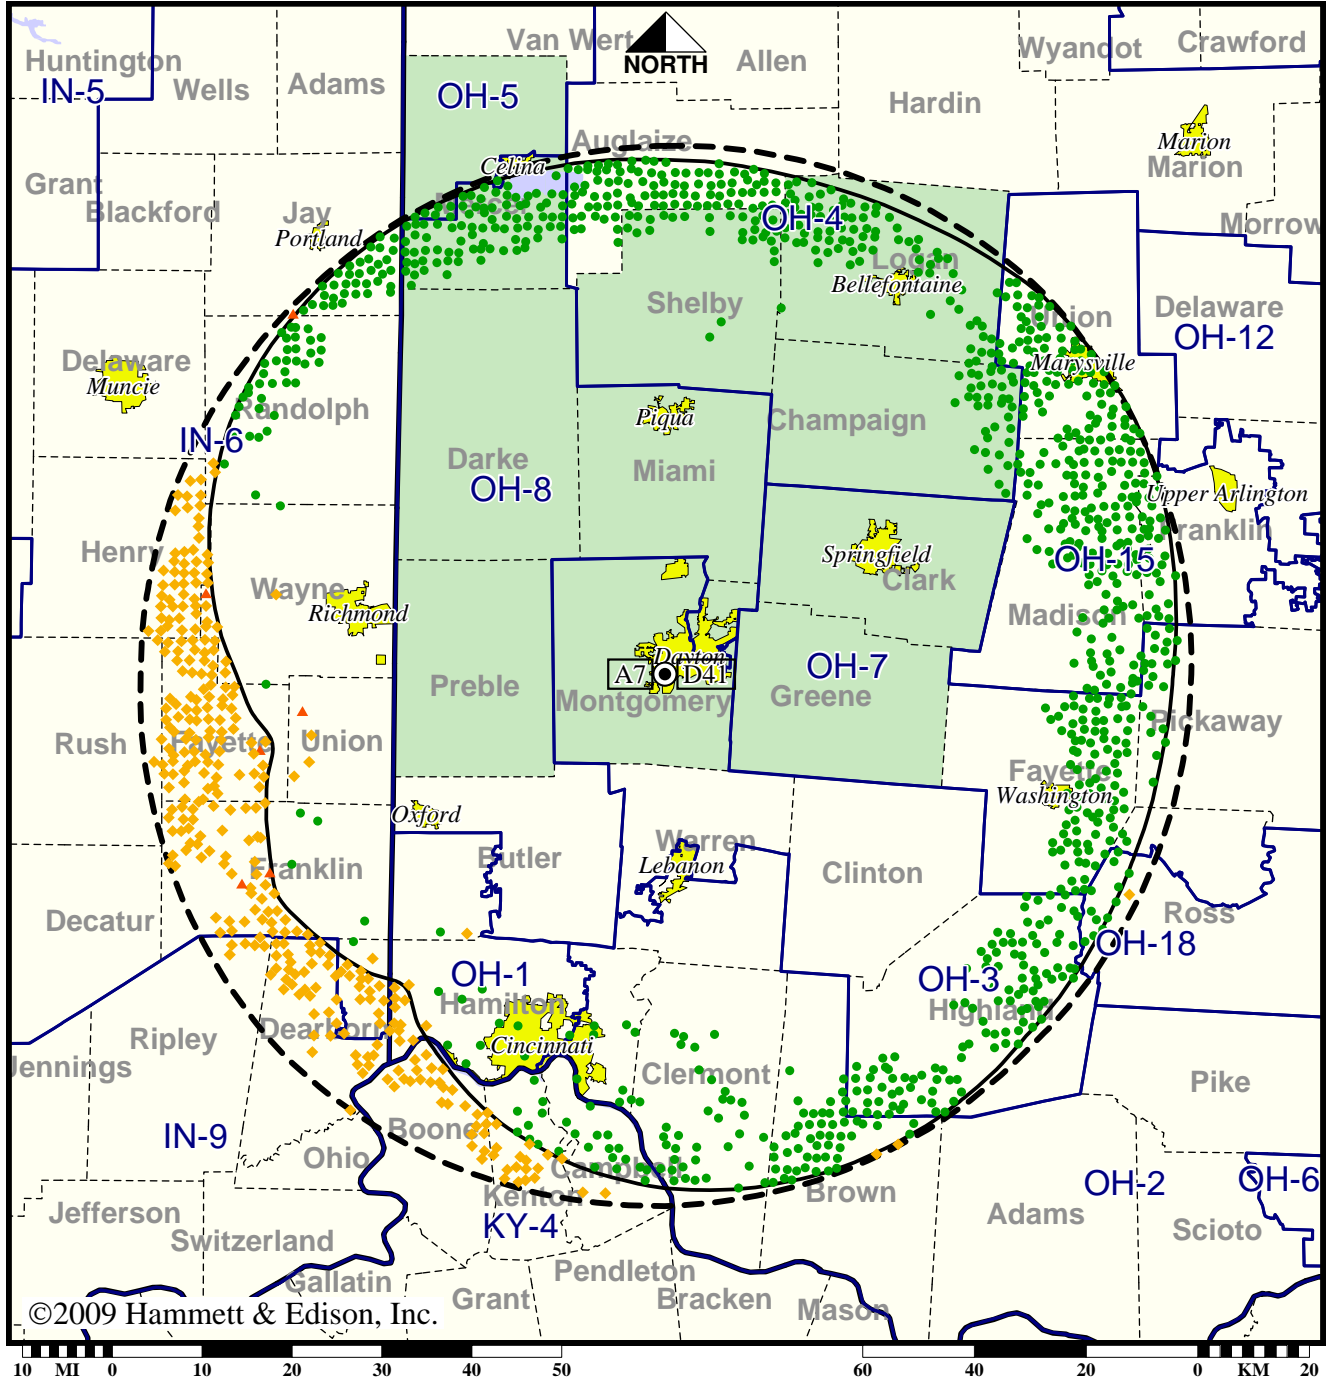 Van Wert
Wyandot
Crawford
Huntington
NORTH
Allen
Adams
IN-5
Wells
OH-5
Hardin
Auglaize
Marion
Marion
Celina
Grant
Blackford
Jay
Mercer
OH-4
Morrow
Portland
Logan
Bellefontaine
Shelby
Union
Delaware
OH-12
Delaware
Muncie
Marysville
Randolph
Piqua
Champaign
IN-6
Darke
OH-8
Miami
Upper Arlington
Franklin
Henry
Springfield
OH-15
Wayne
Clark
Richmond
Madison
Dayton
A7
D41
OH-7
Preble
Montgomery
Greene
Rush
Fayette
Union
Pickaway
Fayette
Washington
Oxford
Warren
Butler
Lebanon
Franklin
Clinton
Decatur
Ross
OH-18
OH-1
OH-3
Hamilton
Highland
Ripley
Dearborn
Cincinnati
Jennings
Clermont
Pike
Boone
IN-9
Ohio
Campbell
OH-2
OH-6
Kenton
Brown
Jefferson
KY-4
Adams
Scioto
Switzerland
Gallatin
Pendleton
Grant
Bracken
Mason
©2009 Hammett & Edison, Inc.
10 MI 0 10 20 30 40 50 60 40 20 0 KM 20